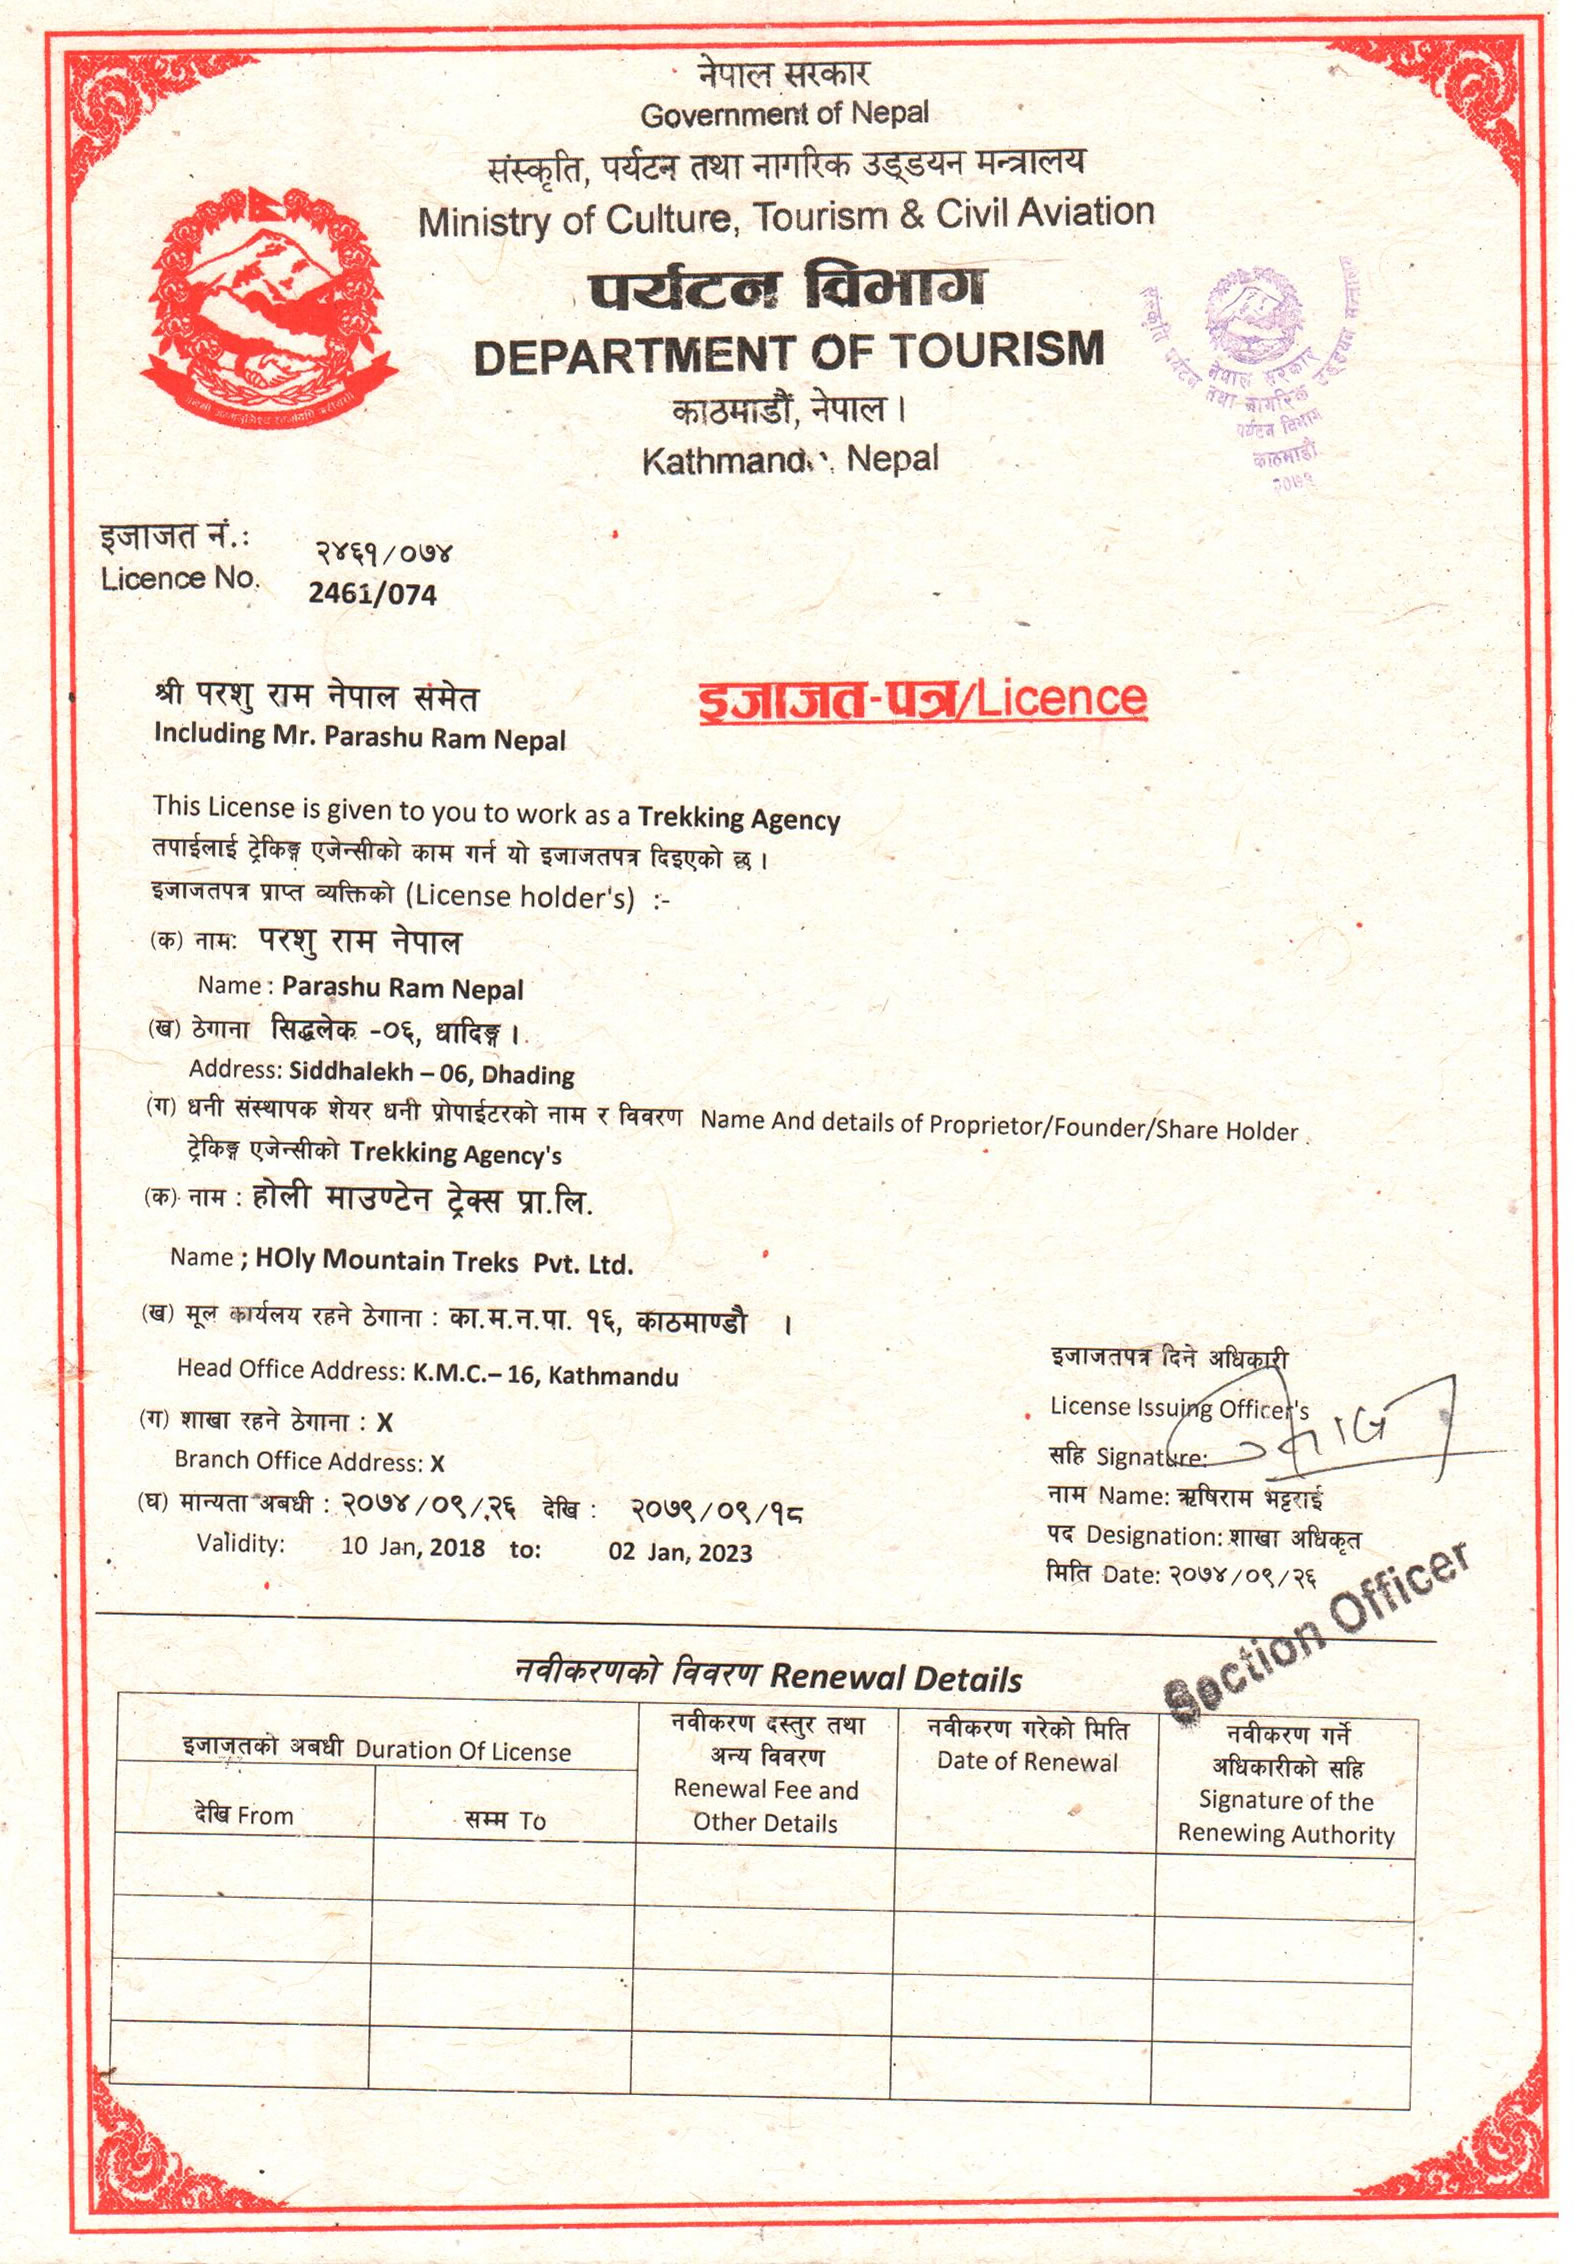 नेपाल सरकार
Government of Nepal
संस्कृति, पर्यटन तथा नागरिक उड्डयन मन्त्रालय
Ministry of Culture, Tourism & Civil Aviation
पर्यटन विभाग
DEPARTMENT OF TOURISM
काठमाडौं, नेपाल।
Nepal
संस्कृति पर्यटन तथा नागरिक उड्डयन
नेपाल सरकार
पर्यटन विभाग
काठमाडौं
इजाजत नं.: २४६१/०७४
Licence No. 2461/074
श्री परशु राम नेपाल समेत
Including Mr. Parashu Ram Nepal
इजाजत-पत्र/Licence
This License is given to you to work as a Trekking Agency
तपाईलाई ट्रेकिङ्ग एजेन्सीको काम गर्न यो इजाजतपत्र दिइएको छ।
इजाजतपत्र प्राप्त व्यक्तिको (License holder's) :-
(क) नाम: परशु राम नेपाल
Name : Parashu Ram Nepal
(ख) ठेगाना सिद्धलेक -०६, धादिङ्ग।
Address: Siddhalekh – 06, Dhading
(ग) धनी संस्थापक शेयर धनी प्रोपाईटरको नाम र विवरण Name And details of Proprietor/Founder/Share Holder
ट्रेकिङ्ग एजेन्सीको Trekking Agency's
(क) नाम : होली माउण्टेन ट्रेक्स प्रा.लि.
Name ; HOly Mountain Treks Pvt. Ltd.
(ख) मूल कार्यलय रहने ठेगाना : का.म.न.पा. १६, काठमाण्डौ ।
Head Office Address: K.M.C.– 16, Kathmandu
(ग) शाखा रहने ठेगाना : X
Branch Office Address: X
(घ) मान्यता अबधी : २०७४/०९/२६ देखि : २०७९/०९/१८
Validity: 10 Jan, 2018 to: 02 Jan, 2023
इजाजतपत्र दिने अधिकारी
License Issuing Officer's
सहि Signature:
नाम Name: ऋषिराम भट्टराई
पद Designation: शाखा अधिकृत
मिति Date: २०७४/०९/२६
Section Officer
नवीकरणको विवरण Renewal Details
इजाजतको अबधी Duration Of License
देखि From
सम्म To
नवीकरण दस्तुर तथा
अन्य विवरण
Renewal Fee and
Other Details
नवीकरण गरेको मिति
Date of Renewal
नवीकरण गर्ने
अधिकारीको सहि
Signature of the
Renewing Authority